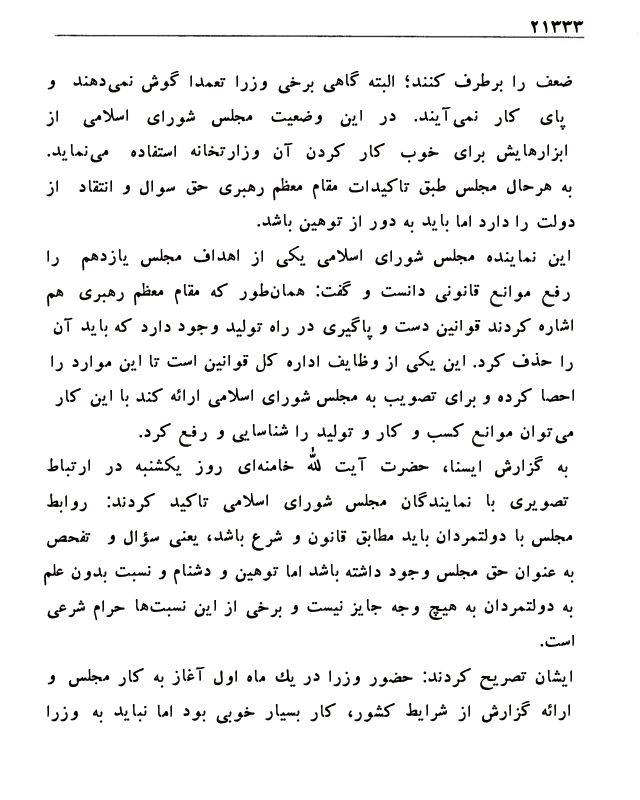 ۲۱۳۳۳
ضعف را برطرف کنند؛ البته گاهی برخی وزرا تعمدا گوش نمی‌دهند و
پای کار نمی‌آیند. در این وضعیت مجلس شورای اسلامی از
ابزارهایش برای خوب کار کردن آن وزارتخانه استفاده می‌نماید.
به هرحال مجلس طبق تاکیدات مقام معظم رهبری حق سوال و انتقاد از
دولت را دارد اما باید به دور از توهین باشد.
این نماینده مجلس شورای اسلامی یکی از اهداف مجلس یازدهم را
رفع موانع قانونی دانست و گفت: همان‌طور که مقام معظم رهبری هم
اشاره کردند قوانین دست و پاگیری در راه تولید وجود دارد که باید آن
را حذف کرد. این یکی از وظایف اداره کل قوانین است تا این موارد را
احصا کرده و برای تصویب به مجلس شورای اسلامی ارائه کند با این کار
می‌توان موانع کسب و کار و تولید را شناسایی و رفع کرد.
به گزارش ایسنا، حضرت آیت لله خامنه‌ای روز یکشنبه در ارتباط
تصویری با نمایندگان مجلس شورای اسلامی تاکید کردند: روابط
مجلس با دولتمردان باید مطابق قانون و شرع باشد، یعنی سؤال و تفحص
به عنوان حق مجلس وجود داشته باشد اما توهین و دشنام و نسبت بدون علم
به دولتمردان به هیچ وجه جایز نیست و برخی از این نسبت‌ها حرام شرعی
است.
ایشان تصریح کردند: حضور وزرا در یك ماه اول آغاز به کار مجلس و
ارائه گزارش از شرایط کشور، کار بسیار خوبی بود اما نباید به وزرا